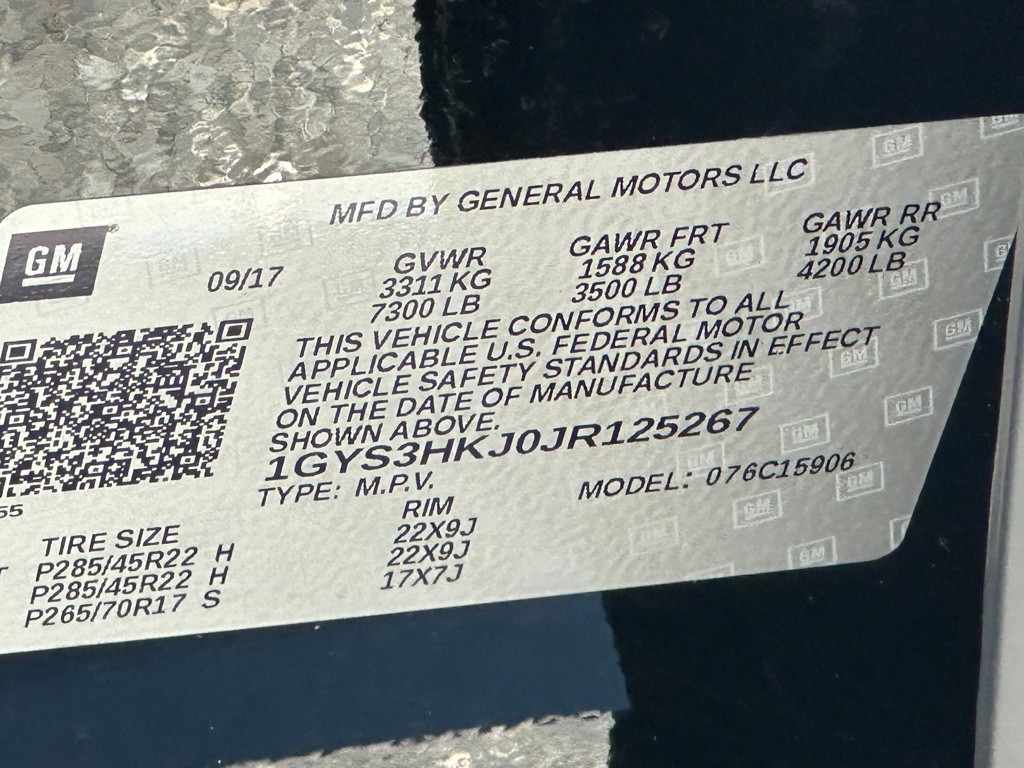 MFD BY GENERAL MOTORS LLC
GM®
09/17
GVWR
3311 KG
7300 LB
GAWR FRT
1588 KG
3500 LB
GAWR RR
1905 KG
4200 LB
THIS VEHICLE CONFORMS TO ALL
APPLICABLE U.S. FEDERAL MOTOR
VEHICLE SAFETY STANDARDS IN EFFECT
ON THE DATE OF MANUFACTURE
SHOWN ABOVE.
1GYS3HKJ0JR125267
TYPE: M.P.V.
MODEL: 076C15906
55
TIRE SIZE
RIM
T P285/45R22 H 22X9J
P285/45R22 H 22X9J
P265/70R17 S 17X7J